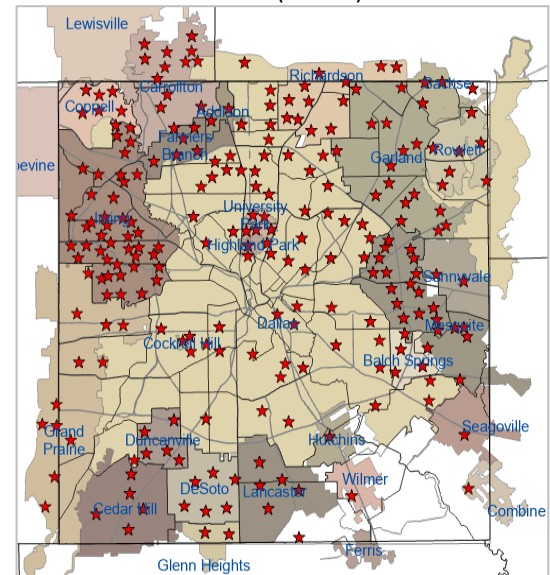 Lewisville
Richardson
Sachse
Carrollton
Coppell
Addison
Farmers
Branch
Garland
Rowlett
evine
University
Park
Irving
Highland Park
Sunnyvale
Dallas
Mesquite
Cockrell Hill
Balch Springs
Grand
Prairie
Duncanville
Hutchins
Seagoville
DeSoto
Lancaster
Wilmer
Cedar Hill
Combine
Ferris
Glenn Heights